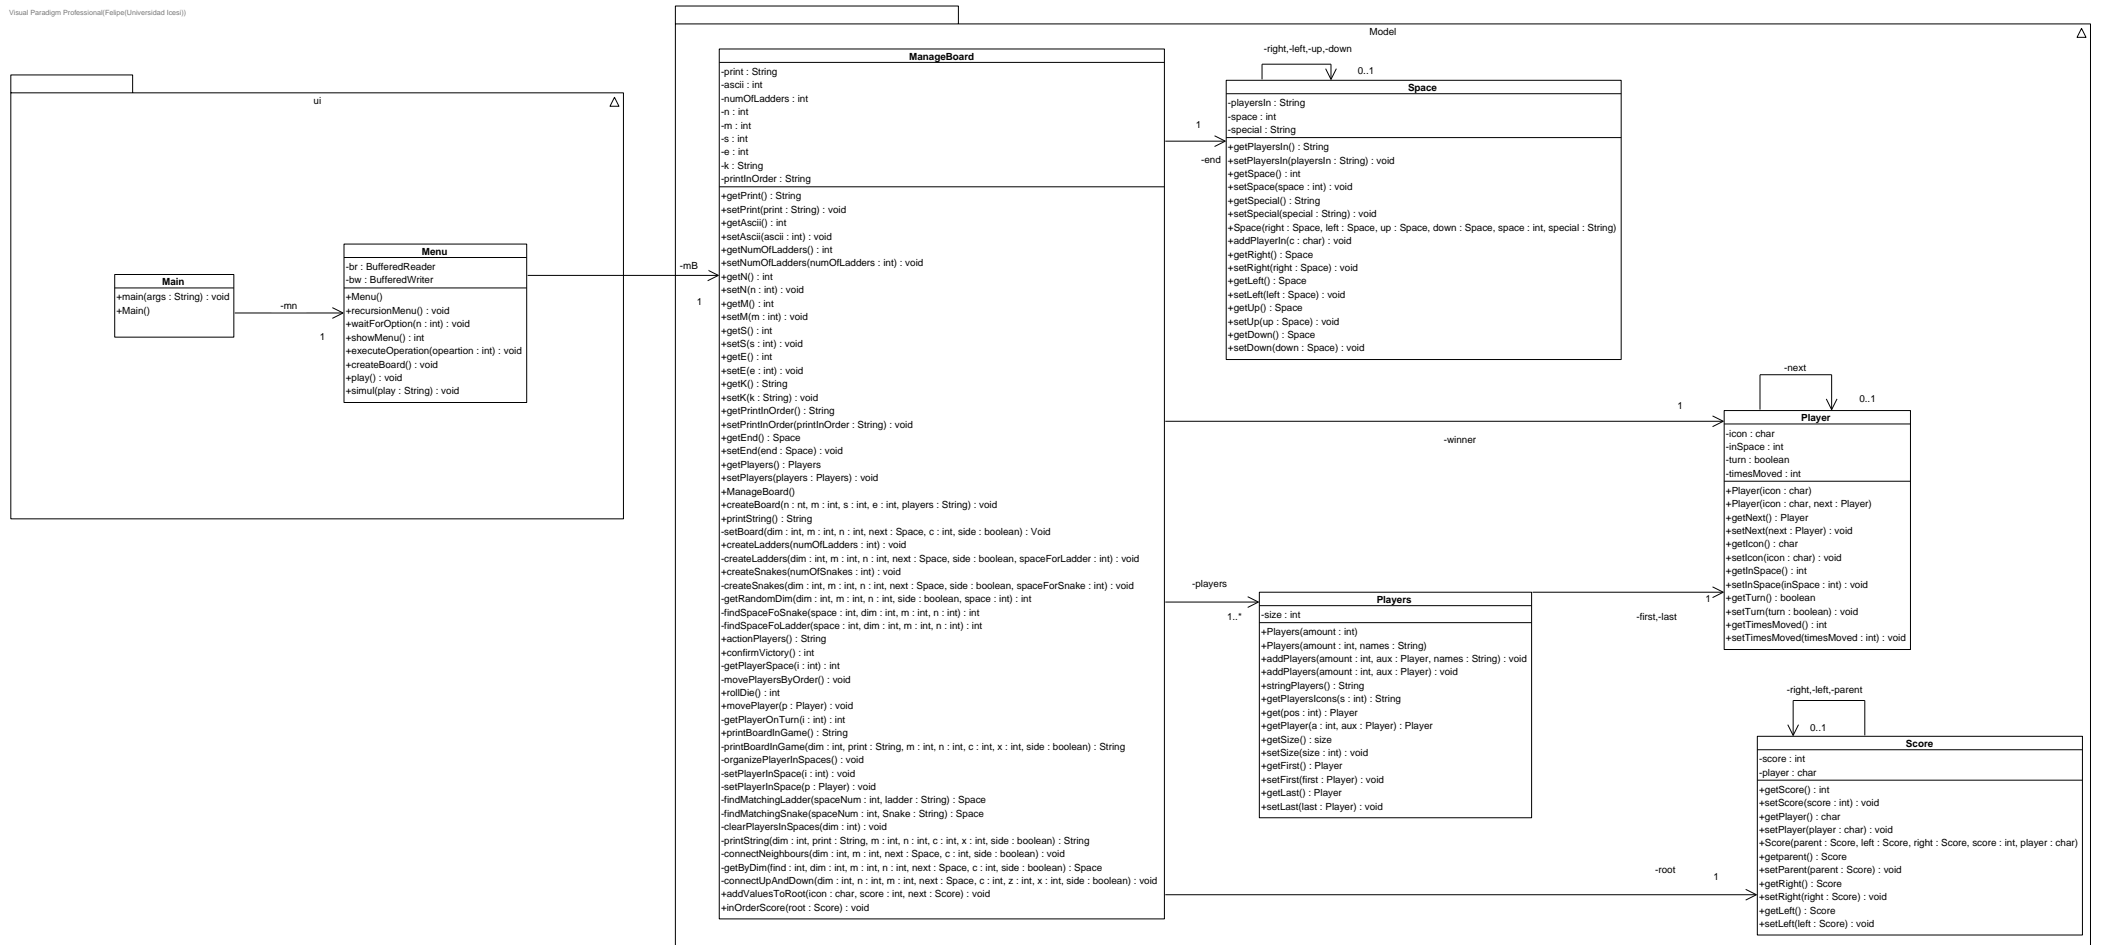 Visual Paradigm Professional(Felipe(Universidad Icesi))
ui
Main
+main(args : String) : void
+Main()
-mn
1
Menu
-br : BufferedReader
-bw : BufferedWriter
+Menu()
+recursionMenu() : void
+waitForOption(n : int) : void
+showMenu() : int
+executeOperation(opeartion : int) : void
+createBoard() : void
+play() : void
+simul(play : String) : void
-mB
1
Model
ManageBoard
-print : String
-ascii : int
-numOfLadders : int
-n : int
-m : int
-s : int
-e : int
-k : String
-printInOrder : String
+getPrint() : String
+setPrint(print : String) : void
+getAscii() : int
+setAscii(ascii : int) : void
+getNumOfLadders() : int
+setNumOfLadders(numOfLadders : int) : void
+getN() : int
+setN(n : int) : void
+getM() : int
+setM(m : int) : void
+getS() : int
+setS(s : int) : void
+getE() : int
+setE(e : int) : void
+getK() : String
+setK(k : String) : void
+getPrintInOrder() : String
+setPrintInOrder(printInOrder : String) : void
+getEnd() : Space
+setEnd(end : Space) : void
+getPlayers() : Players
+setPlayers(players : Players) : void
+ManageBoard()
+createBoard(n : nt, m : int, s : int, e : int, players : String) : void
+printString() : String
-setBoard(dim : int, m : int, n : int, next : Space, c : int, side : boolean) : Void
+createLadders(numOfLadders : int) : void
-createLadders(dim : int, m : int, n : int, next : Space, side : boolean, spaceForLadder : int) : void
+createSnakes(numOfSnakes : int) : void
-createSnakes(dim : int, m : int, n : int, next : Space, side : boolean, spaceForSnake : int) : void
-getRandomDim(dim : int, m : int, n : int, side : boolean, space : int) : int
-findSpaceFoSnake(space : int, dim : int, m : int, n : int) : int
-findSpaceFoLadder(space : int, dim : int, m : int, n : int) : int
+actionPlayers() : String
+confirmVictory() : int
-getPlayerSpace(i : int) : int
-movePlayersByOrder() : void
+rollDie() : int
+movePlayer(p : Player) : void
-getPlayerOnTurn(i : int) : int
+printBoardInGame() : String
-printBoardInGame(dim : int, print : String, m : int, n : int, c : int, x : int, side : boolean) : String
-organizePlayerInSpaces() : void
-setPlayerInSpace(i : int) : void
-setPlayerInSpace(p : Player) : void
-findMatchingLadder(spaceNum : int, ladder : String) : Space
-findMatchingSnake(spaceNum : int, Snake : String) : Space
-clearPlayersInSpaces(dim : int) : void
-printString(dim : int, print : String, m : int, n : int, c : int, x : int, side : boolean) : String
-connectNeighbours(dim : int, m : int, next : Space, c : int, side : boolean) : void
-getByDim(find : int, dim : int, m : int, n : int, next : Space, c : int, side : boolean) : Space
-connectUpAndDown(dim : int, n : int, m : int, next : Space, c : int, z : int, x : int, side : boolean) : void
+addValuesToRoot(icon : char, score : int, next : Score) : void
+inOrderScore(root : Score) : void
-right,-left,-up,-down
0..1
1
-end
Space
-playersIn : String
-space : int
-special : String
+getPlayersIn() : String
+setPlayersIn(playersIn : String) : void
+getSpace() : int
+setSpace(space : int) : void
+getSpecial() : String
+setSpecial(special : String) : void
+Space(right : Space, left : Space, up : Space, down : Space, space : int, special : String)
+addPlayerIn(c : char) : void
+getRight() : Space
+setRight(right : Space) : void
+getLeft() : Space
+setLeft(left : Space) : void
+getUp() : Space
+setUp(up : Space) : void
+getDown() : Space
+setDown(down : Space) : void
-next
0..1
1
-winner
Player
-icon : char
-inSpace : int
-turn : boolean
-timesMoved : int
+Player(icon : char)
+Player(icon : char, next : Player)
+getNext() : Player
+setNext(next : Player) : void
+getIcon() : char
+setIcon(icon : char) : void
+getInSpace() : int
+setInSpace(inSpace : int) : void
+getTurn() : boolean
+setTurn(turn : boolean) : void
+getTimesMoved() : int
+setTimesMoved(timesMoved : int) : void
-players
1..*
Players
-size : int
+Players(amount : int)
+Players(amount : int, names : String)
+addPlayers(amount : int, aux : Player, names : String) : void
+addPlayers(amount : int, aux : Player) : void
+stringPlayers() : String
+getPlayersIcons(s : int) : String
+get(pos : int) : Player
+getPlayer(a : int, aux : Player) : Player
+getSize() : size
+setSize(size : int) : void
+getFirst() : Player
+setFirst(first : Player) : void
+getLast() : Player
+setLast(last : Player) : void
1
-first,-last
-right,-left,-parent
0..1
-root
1
Score
-score : int
-player : char
+getScore() : int
+setScore(score : int) : void
+getPlayer() : char
+setPlayer(player : char) : void
+Score(parent : Score, left : Score, right : Score, score : int, player : char)
+getparent() : Score
+setParent(parent : Score) : void
+getRight() : Score
+setRight(right : Score) : void
+getLeft() : Score
+setLeft(left : Score) : void